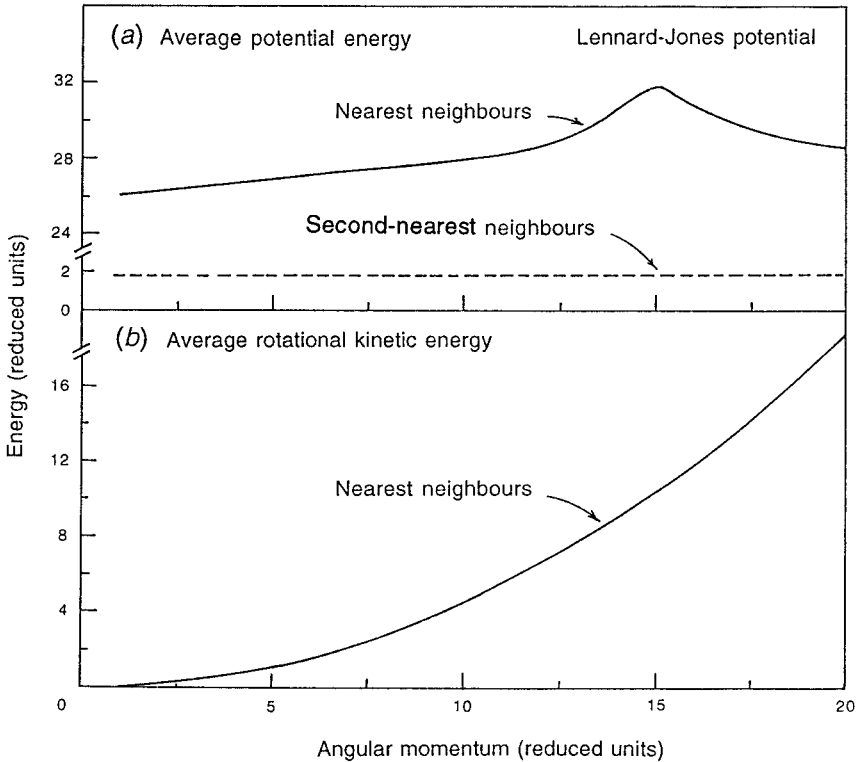 (a) Average potential energy
Lennard-Jones potential
32
Nearest neighbours
28
24
Second-nearest neighbours
2
0
(b) Average rotational kinetic energy
16
12
Nearest neighbours
8
4
0
5
10
15
20
Energy (reduced units)
Angular momentum (reduced units)